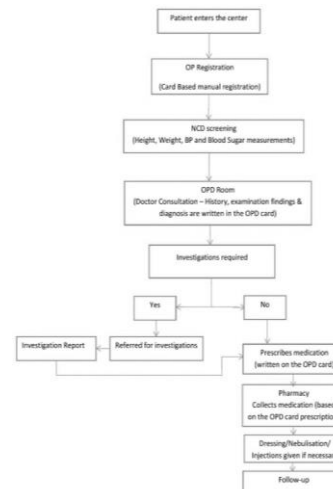 Patient enters the center
OP Registration
(Card Based manual registration)
NCD screening
(Height, Weight, BP and Blood Sugar measurements)
OPD Room
(Doctor Consultation – History, examination findings &
diagnosis are written in the OPD card)
Investigations required
Yes
No
Investigation Report
Referred for investigations
Prescribes medication
(written on the OPD card)
Pharmacy
Collects medication (based
on the OPD card prescription
Dressing/Nebulisation/
Injections given if necessary
Follow-up